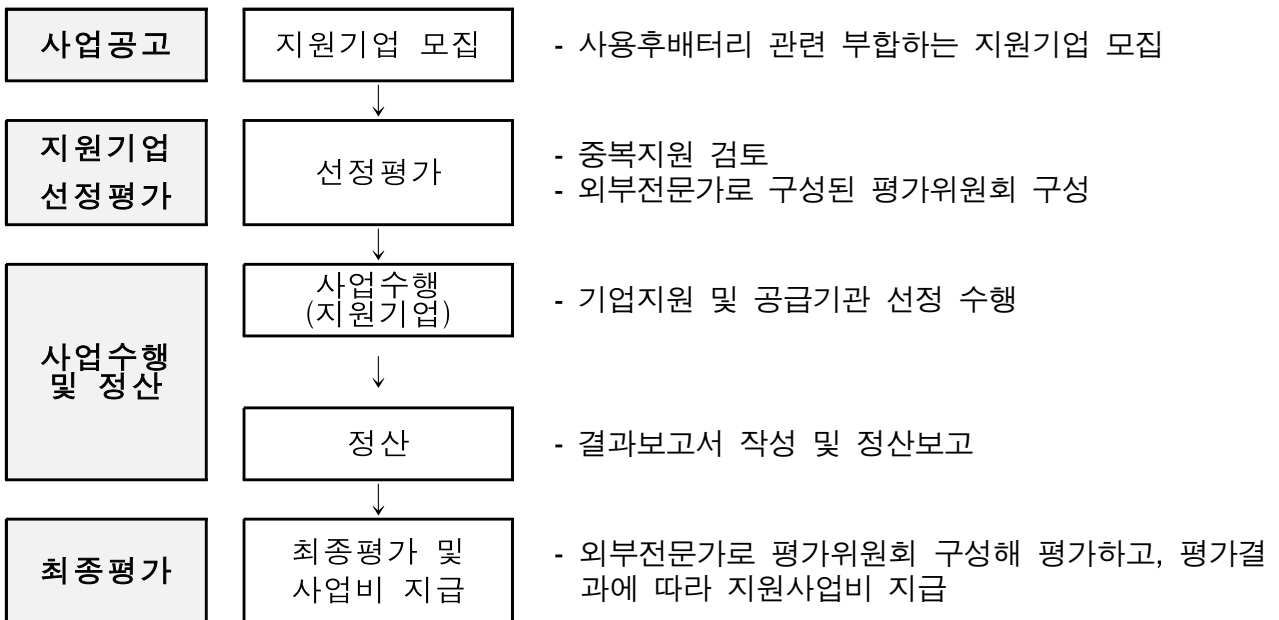 사업공고
지원기업 모집
- 사용후배터리 관련 부합하는 지원기업 모집
↓
지원기업
선정평가
선정평가
- 중복지원 검토
- 외부전문가로 구성된 평가위원회 구성
↓
사업수행
및 정산
사업수행
(지원기업)
- 기업지원 및 공급기관 선정 수행
↓
정산
- 결과보고서 작성 및 정산보고
↓
최종평가
최종평가 및
사업비 지급
- 외부전문가로 평가위원회 구성해 평가하고, 평가결
과에 따라 지원사업비 지급